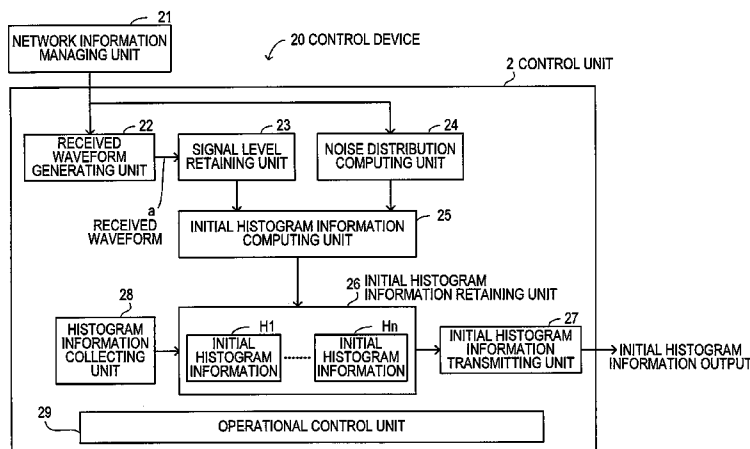 21
NETWORK INFORMATION
MANAGING UNIT
20 CONTROL DEVICE
2 CONTROL UNIT
22
RECEIVED
WAVEFORM
GENERATING UNIT
23
SIGNAL LEVEL
RETAINING UNIT
24
NOISE DISTRIBUTION
COMPUTING UNIT
a
RECEIVED
WAVEFORM
25
INITIAL HISTOGRAM INFORMATION
COMPUTING UNIT
26 INITIAL HISTOGRAM
INFORMATION RETAINING UNIT
28
HISTOGRAM
INFORMATION
COLLECTING
UNIT
H1
INITIAL
HISTOGRAM
INFORMATION
Hn
INITIAL
HISTOGRAM
INFORMATION
27
INITIAL HISTOGRAM
INFORMATION
TRANSMITTING UNIT
INITIAL HISTOGRAM
INFORMATION OUTPUT
29
OPERATIONAL CONTROL UNIT